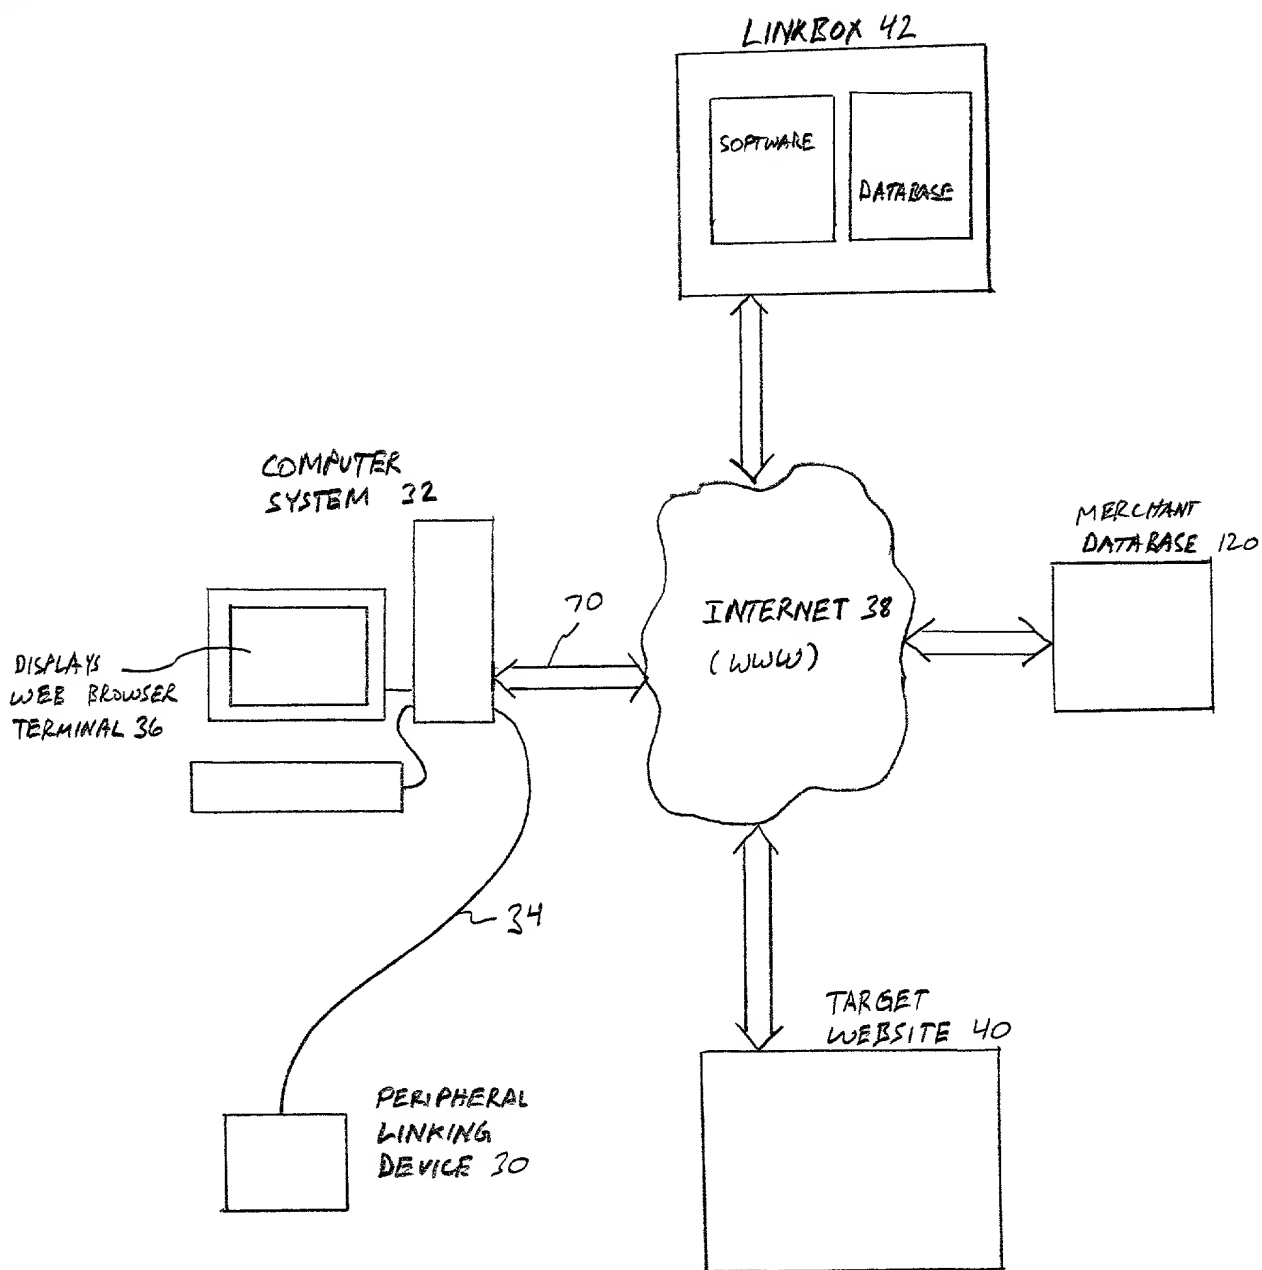 LINKBOX 42
SOFTWARE
DATABASE
COMPUTER
SYSTEM 32
MERCHANT
DATABASE 120
70
INTERNET 38
(WWW)
DISPLAYS
WEB BROWSER
TERMINAL 36
34
TARGET
WEBSITE 40
PERIPHERAL
LINKING
DEVICE 30